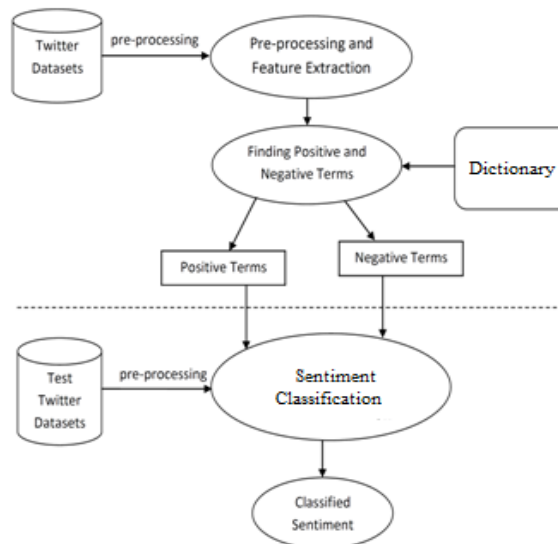 Twitter
Datasets
pre-processing
Pre-processing and
Feature Extraction
Finding Positive and
Negative Terms
Dictionary
Positive Terms
Negative Terms
Test
Twitter
Datasets
pre-processing
Sentiment
Classification
Classified
Sentiment